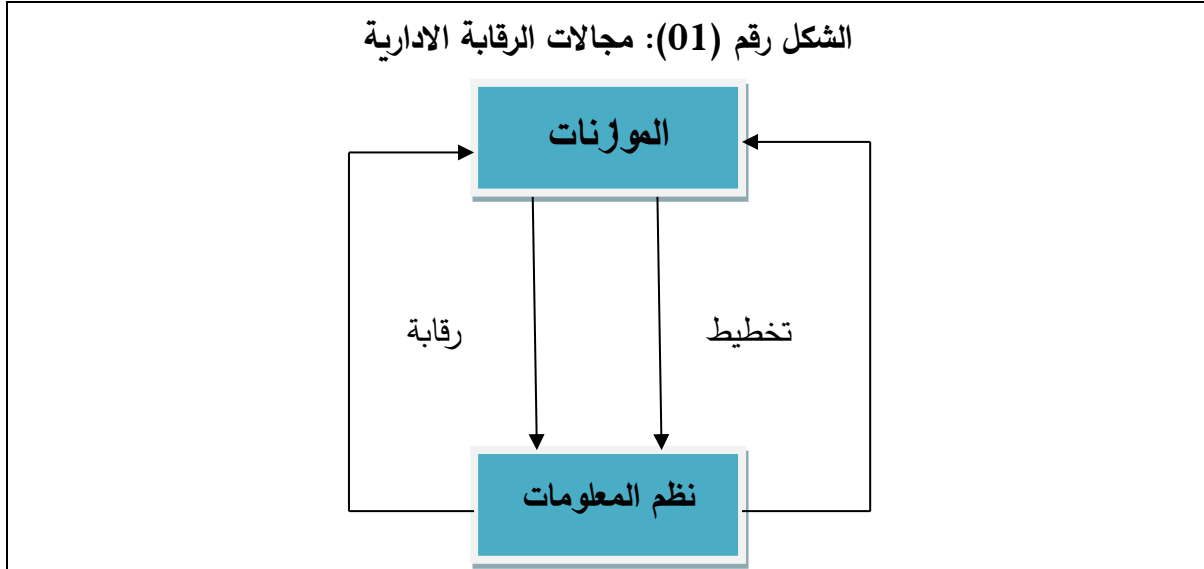 الشكل رقم (01): مجالات الرقابة الادارية
الموازنات
تخطيط
رقابة
نظم المعلومات